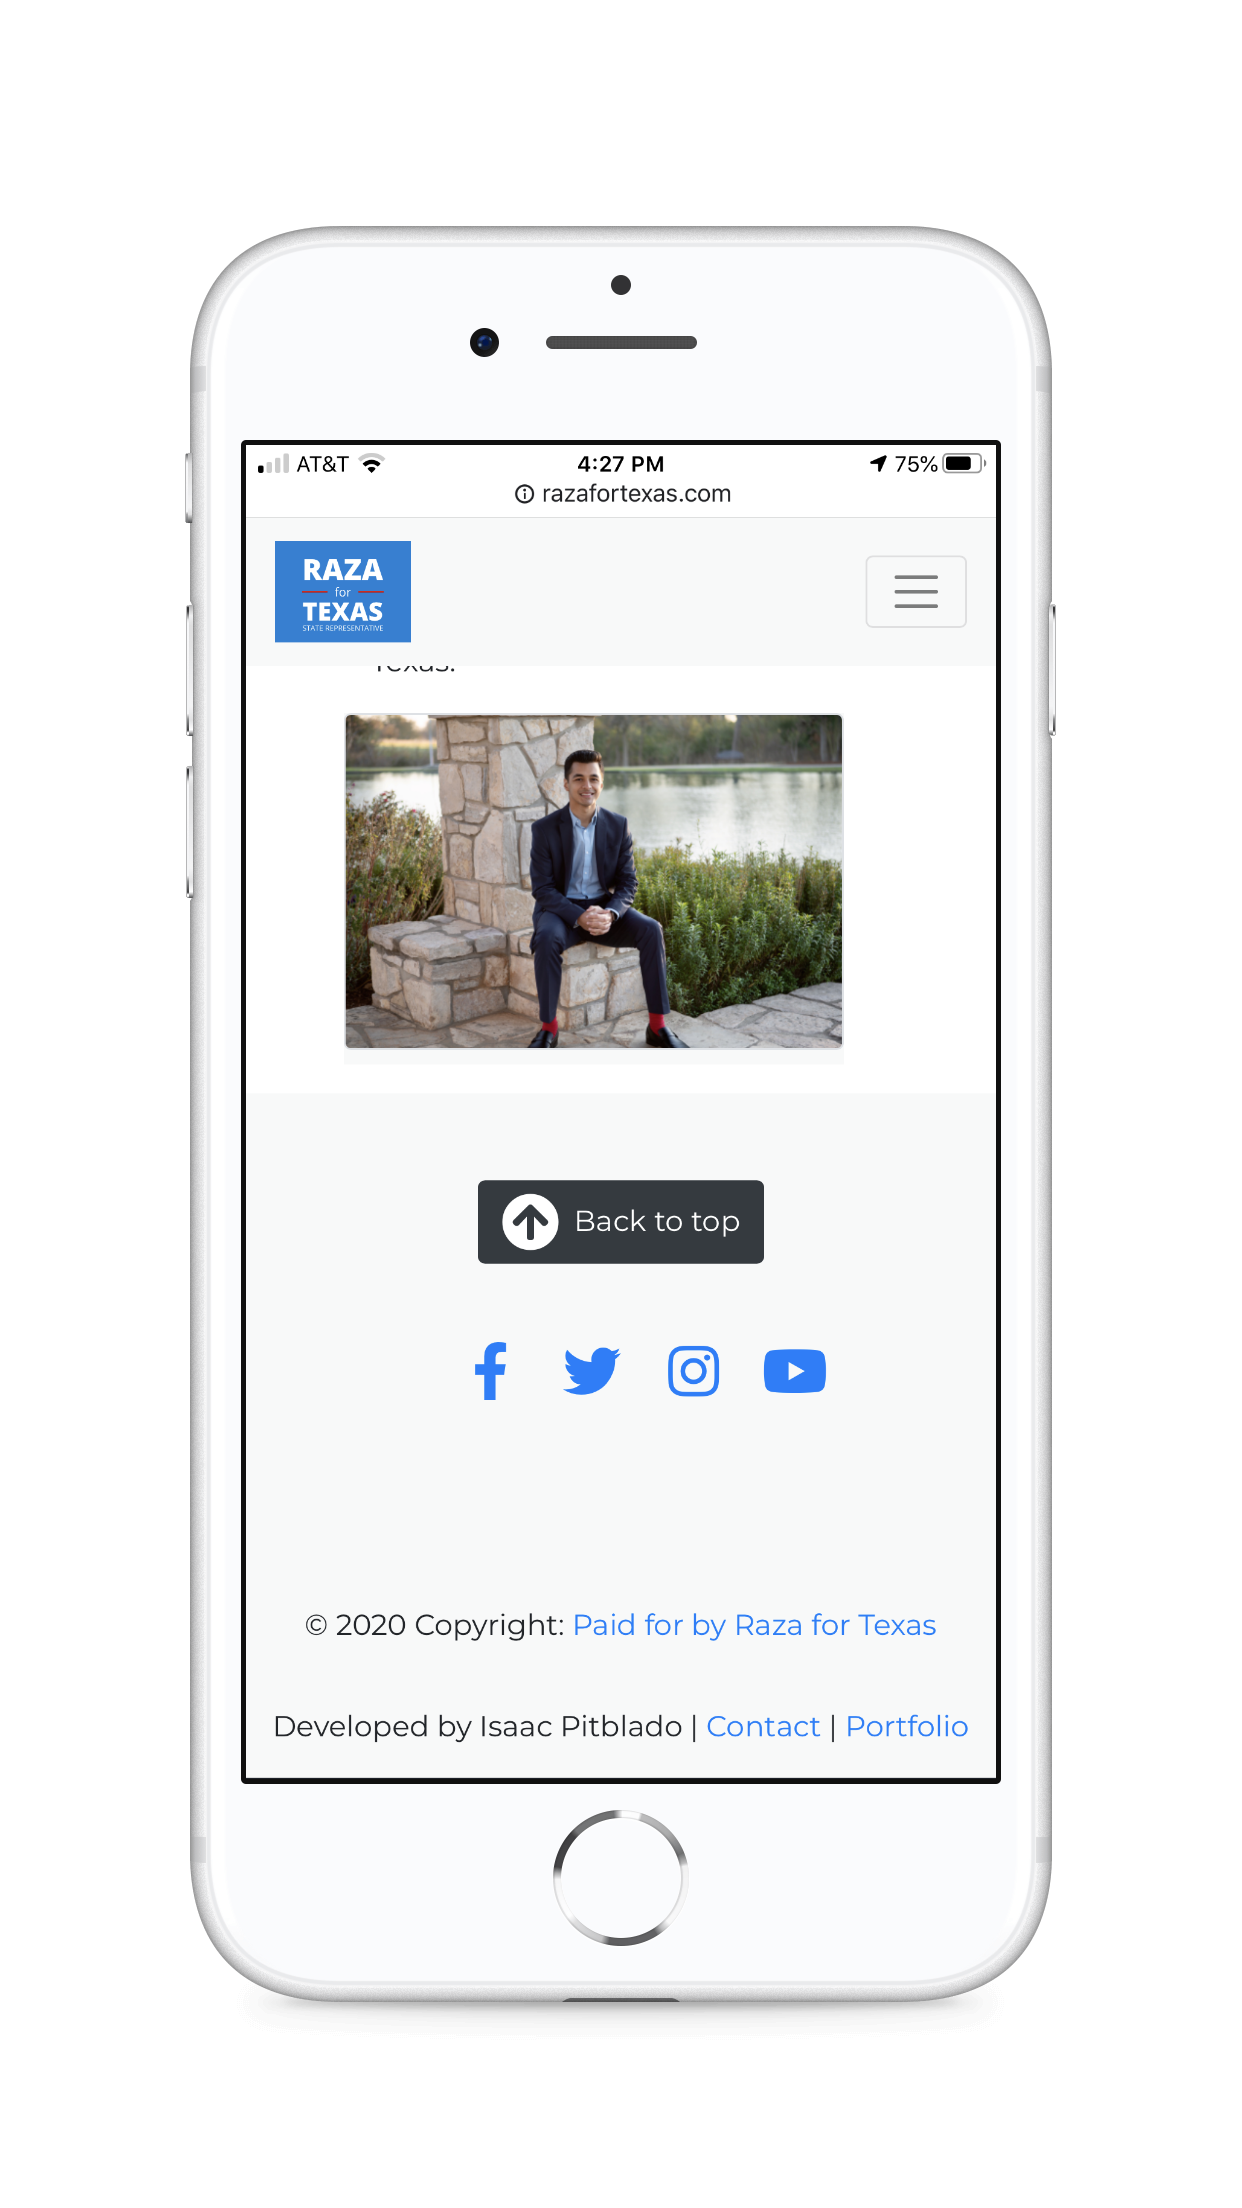 AT&T 4:27 PM 75%
razafortexas.com
RAZA
for
TEXAS
STATE REPRESENTATIVE
Texas.
Back to top
© 2020 Copyright: Paid for by Raza for Texas
Developed by Isaac Pitblado | Contact | Portfolio